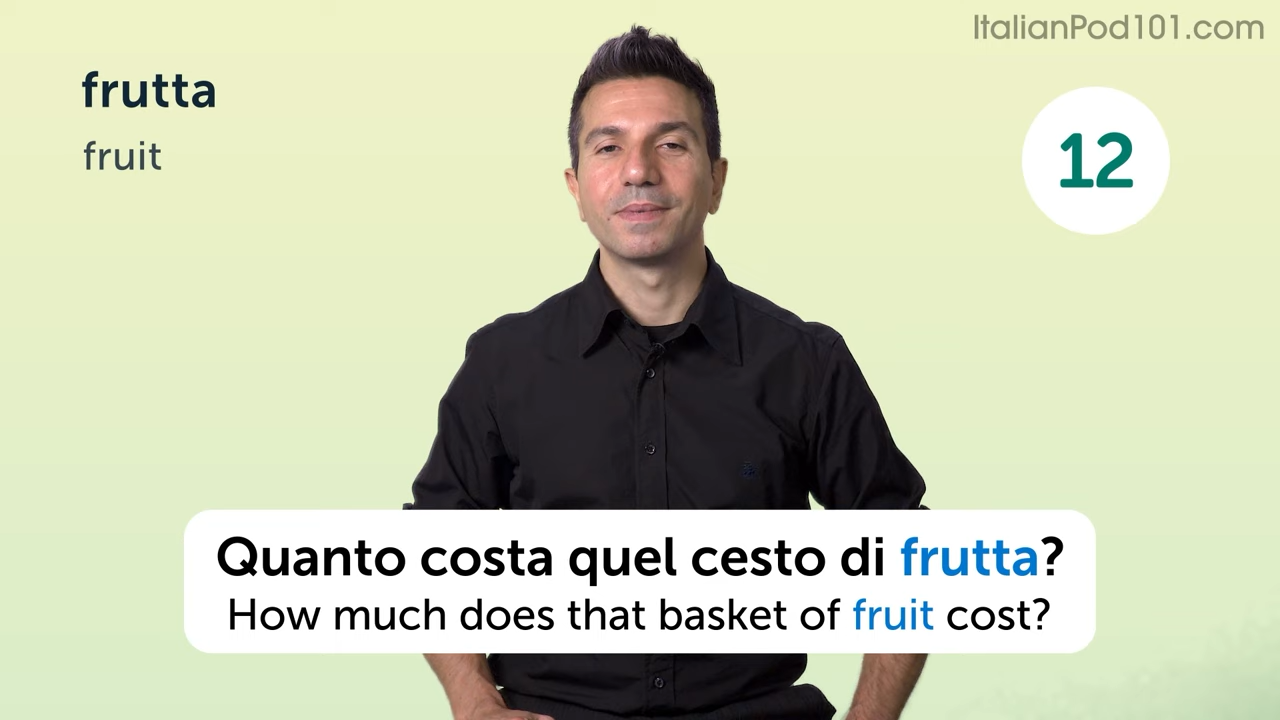 ItalianPod101.com
frutta
fruit
12
Quanto costa quel cesto di frutta?
How much does that basket of fruit cost?